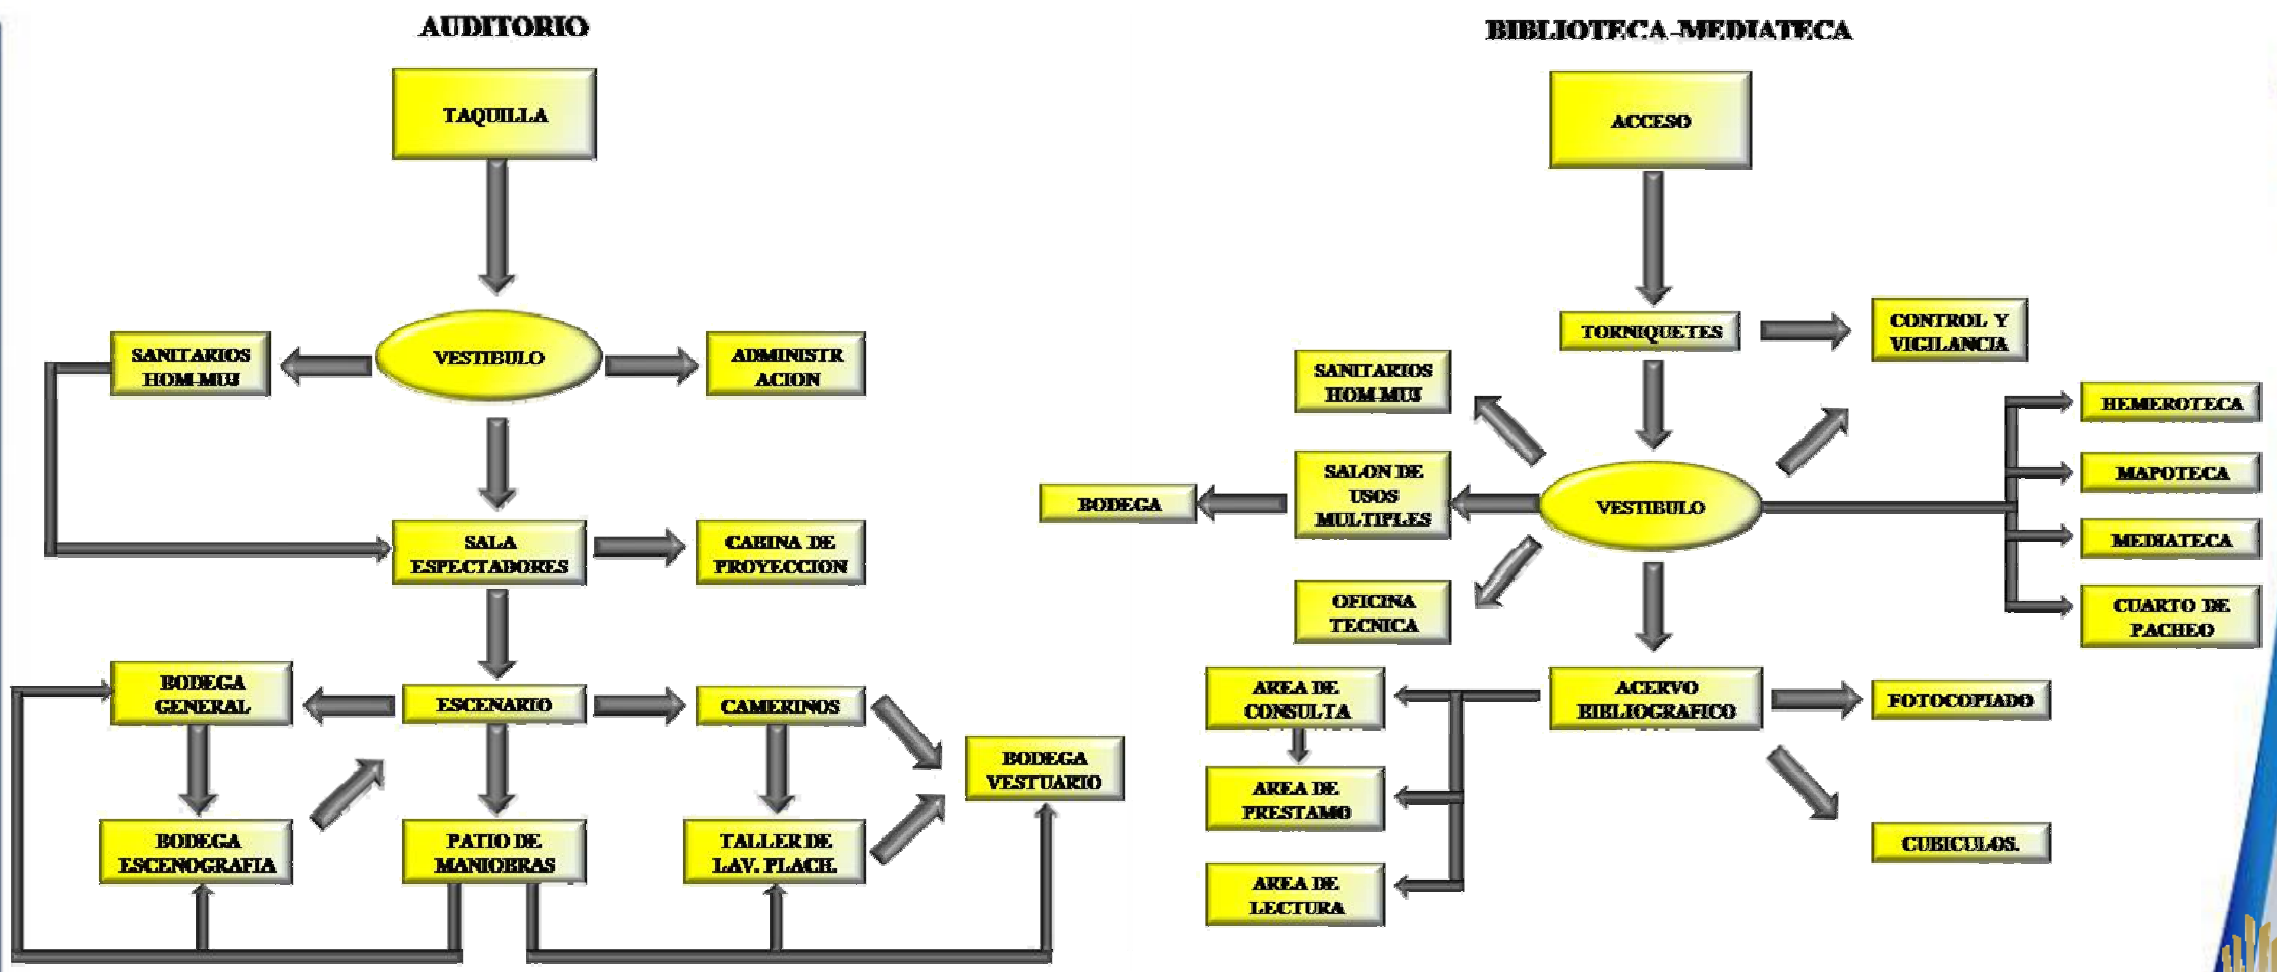 AUDITORIO
TAQUILLA
VESTIBULO
SANITARIOS
HOM-MUJ
ADMINISTR
ACION
SALA
ESPECTADORES
CABINA DE
PROYECCION
BODEGA
GENERAL
ESCENARIO
CAMERINOS
BODEGA
VESTUARIO
BODEGA
ESCENOGRAFIA
PATIO DE
MANIOBRAS
TALLER DE
LAV. PLACH.
BIBLIOTECA-MEDIATECA
ACCESO
TORNIQUETES
CONTROL Y
VIGILANCIA
SANITARIOS
HOM-MUJ
HEMEROTECA
SALON DE
USOS
MULTIPLES
BODEGA
VESTIBULO
MAPOTECA
MEDIATECA
OFICINA
TECNICA
CUARTO DE
PACHEO
AREA DE
CONSULTA
ACERVO
BIBLIOGRAFICO
FOTOCOPIADO
AREA DE
PRESTAMO
CUBICULOS.
AREA DE
LECTURA